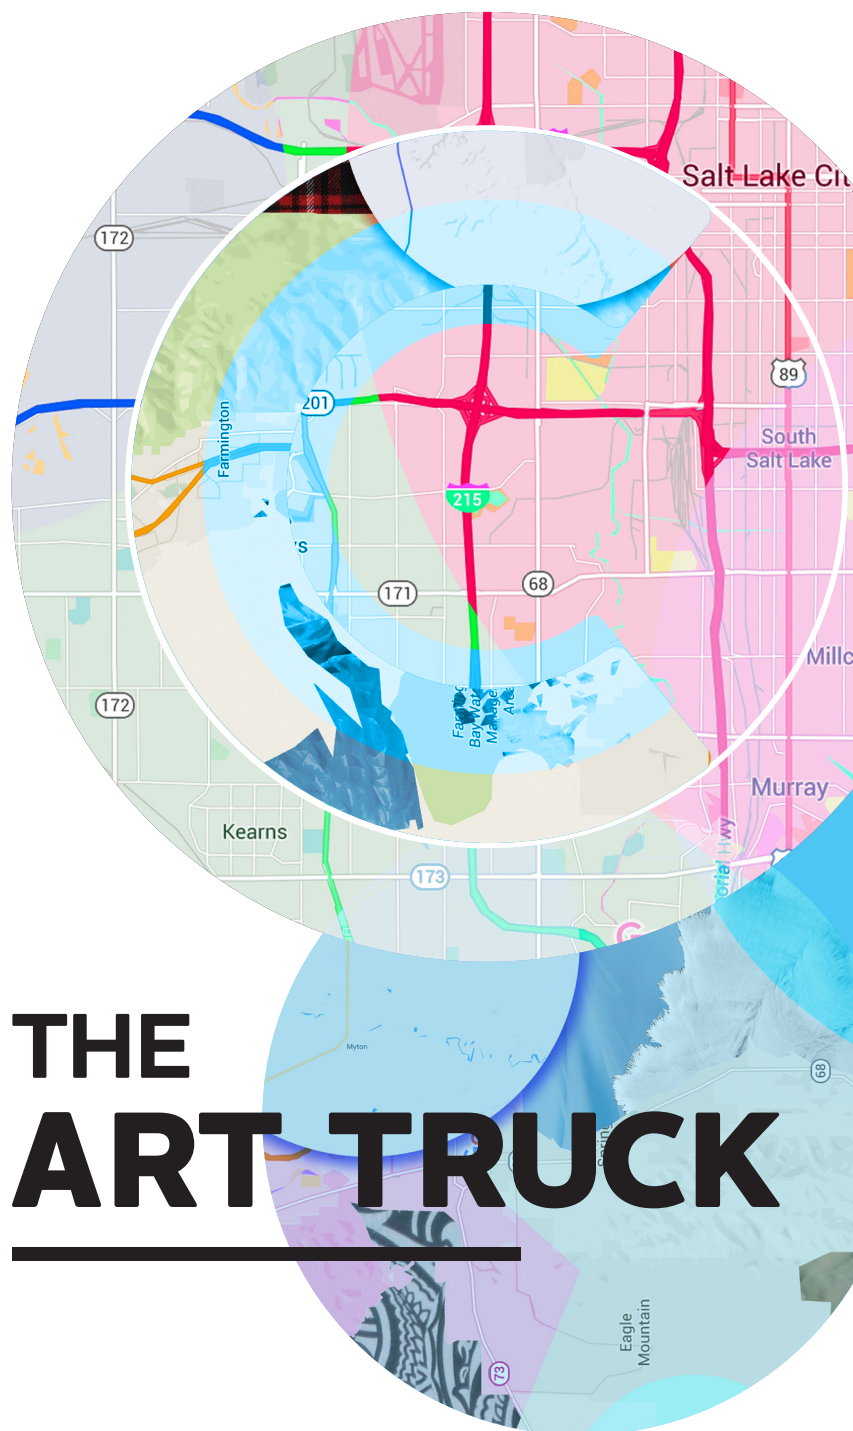 Salt Lake Cit
172
89
201
Farmington
South
Salt Lake
215
171
68
Millc
172
Murray
Kearns
173
G
Myton
68
THE
ART TRUCK
Eagle
Mountain
73